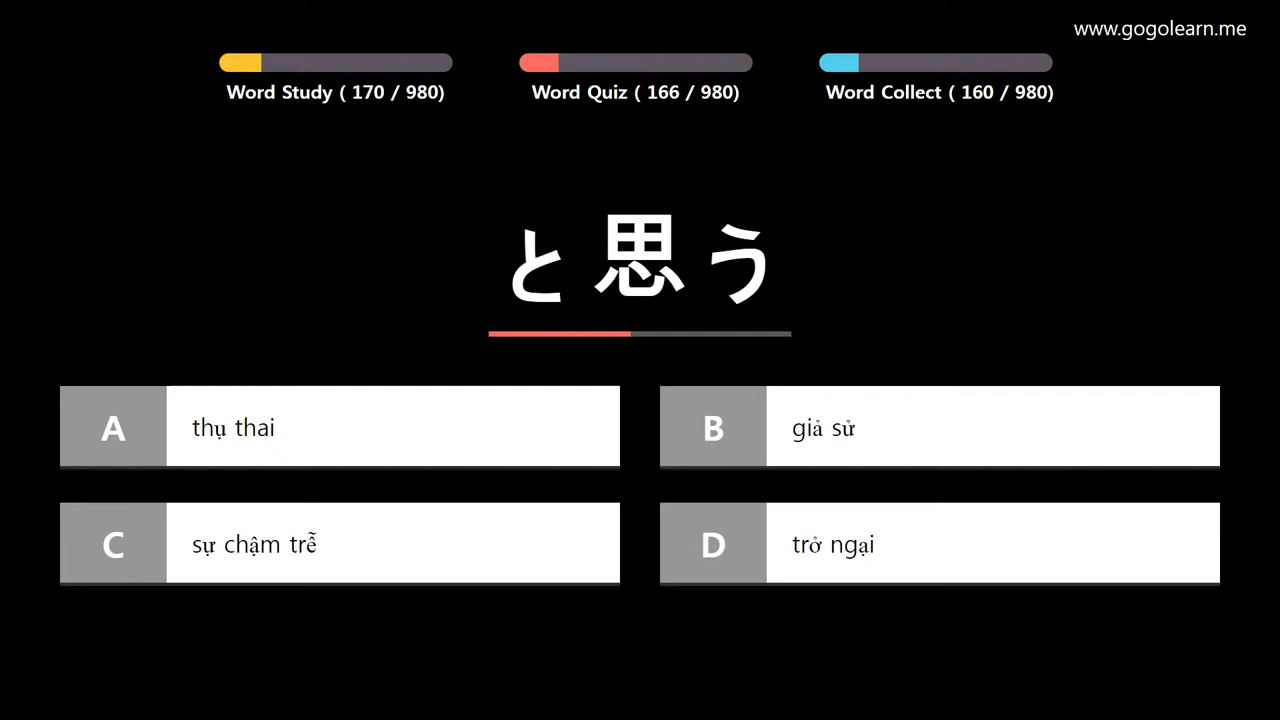 www.gogolearn.me
Word Study ( 170 / 980)
Word Quiz ( 166 / 980)
Word Collect ( 160 / 980)
と思う
A thụ thai
B giả sử
C sự chậm trễ
D trở ngại